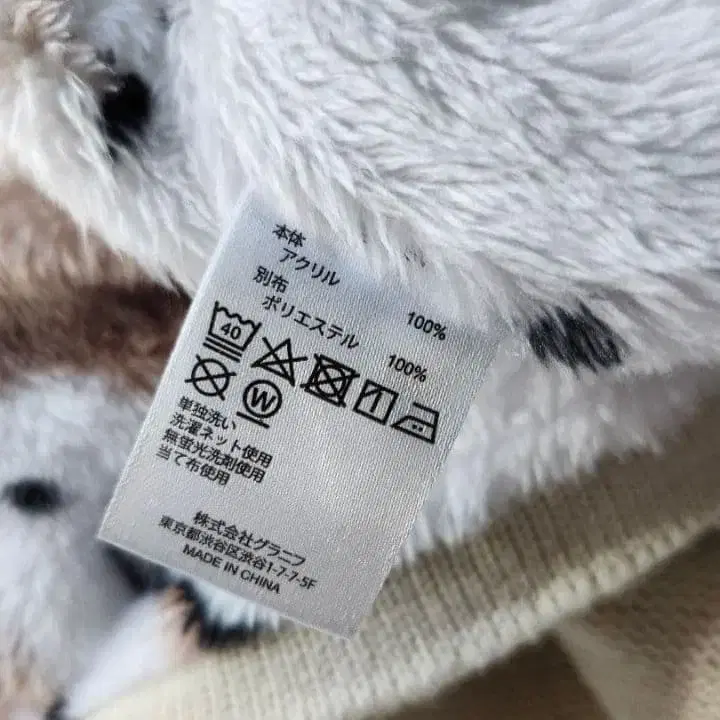 本体
アクリル 100%
別布
ポリエステル 100%
40
W
単独洗い
洗濯ネット使用
無蛍光洗剤使用
当て布使用
株式会社グラニフ
東京都渋谷区渋谷1-7-7-5F
MADE IN CHINA